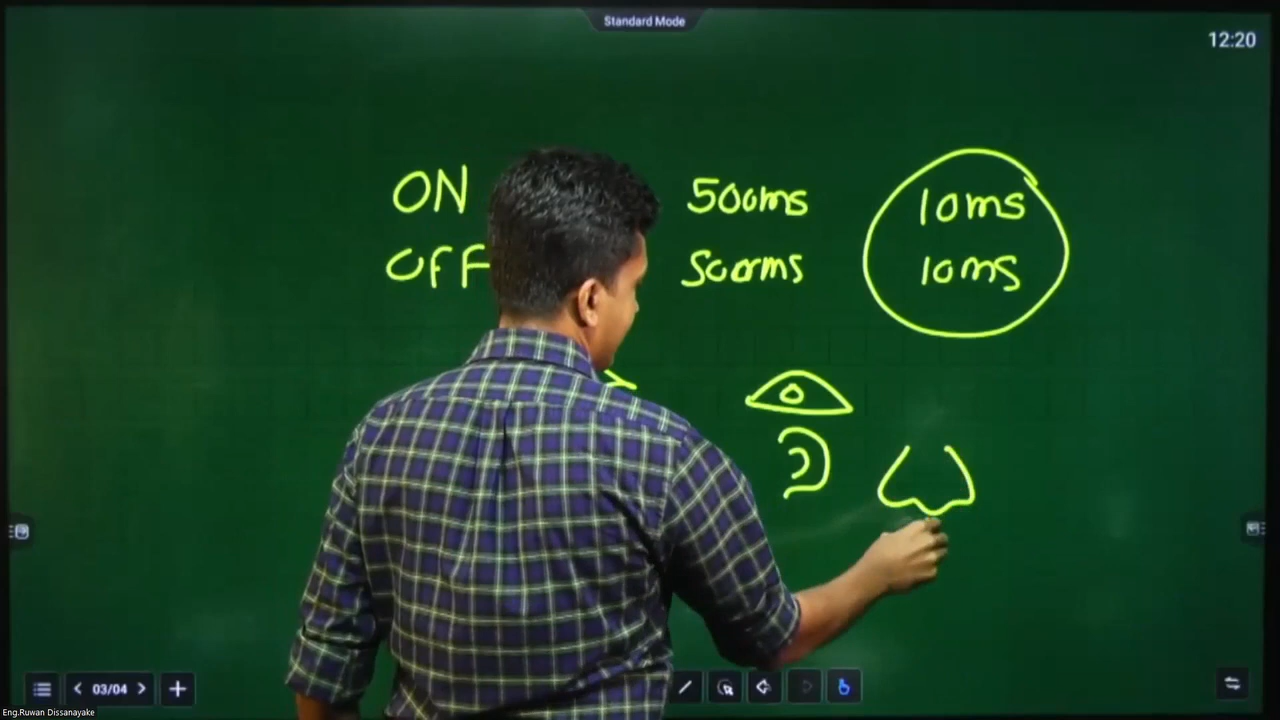 Standard Mode
12:20
ON 500ms 10ms
OFF 500ms 10ms
03/04
Eng.Ruwan Dissanayake